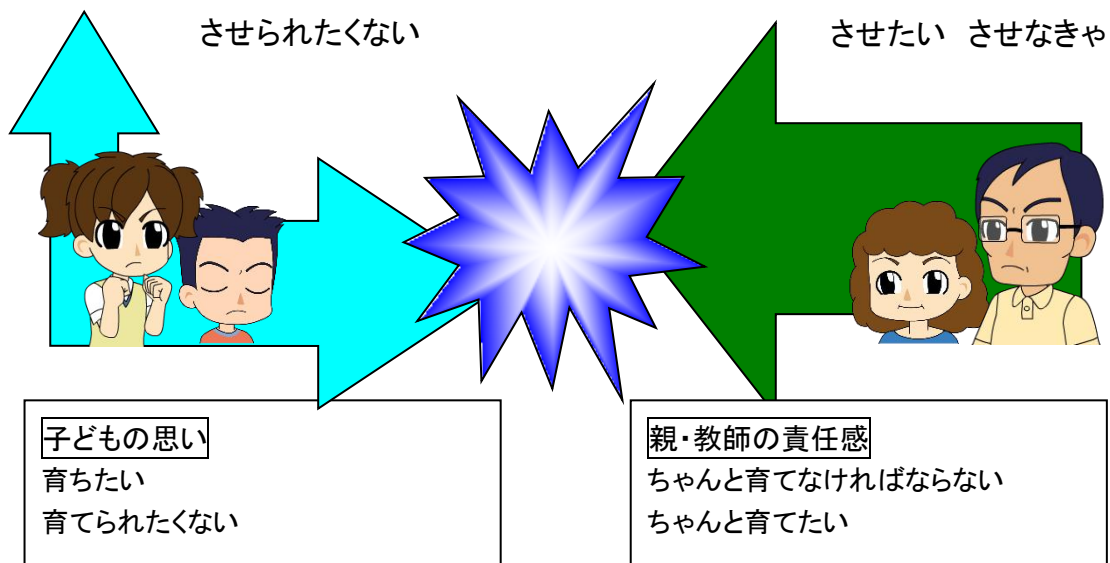 させられたくない
させたい させなきゃ
子どもの思い
育ちたい
育てられたくない
親・教師の責任感
ちゃんと育てなければならない
ちゃんと育てたい